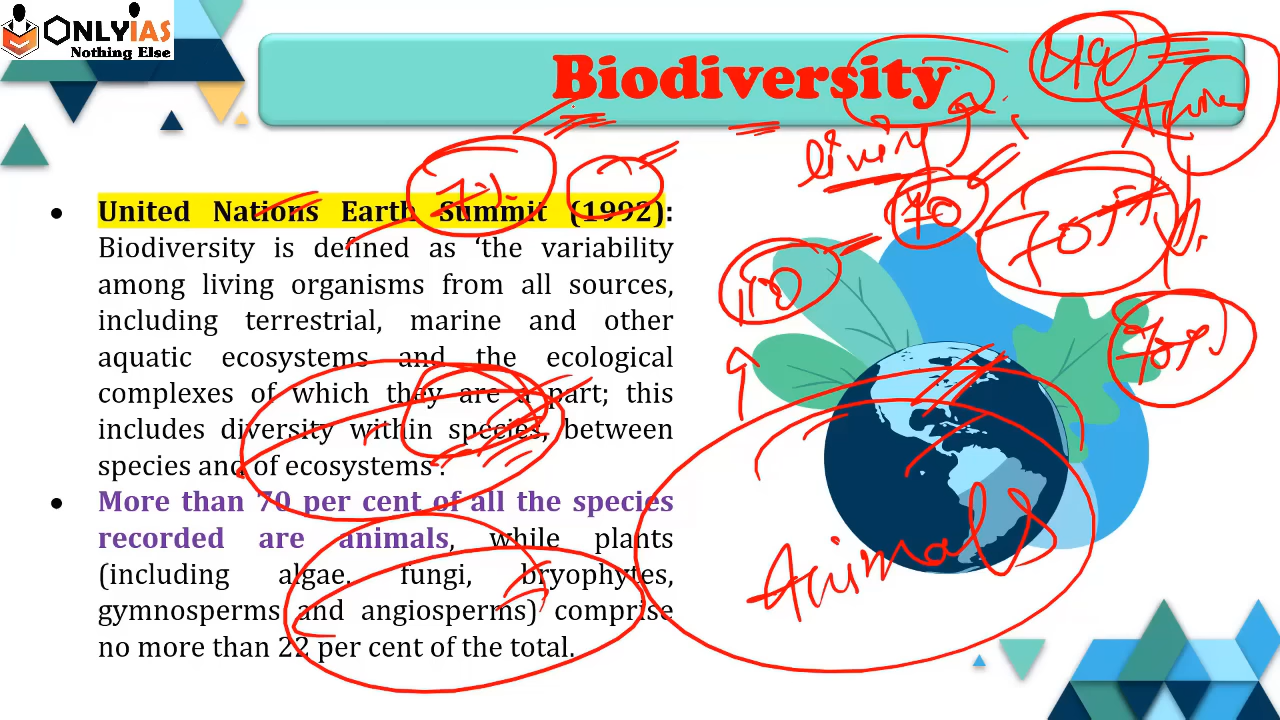 ONLYIAS
Nothing Else
Biodiversity
living
70
Animals
• United Nations Earth Summit (1992):
Biodiversity is defined as ‘the variability
among living organisms from all sources,
including terrestrial, marine and other
aquatic ecosystems and the ecological
complexes of which they are a part; this
includes diversity within species, between
species and of ecosystems’.
• More than 70 per cent of all the species
recorded are animals, while plants
(including algae, fungi, bryophytes,
gymnosperms and angiosperms) comprise
no more than 22 per cent of the total.